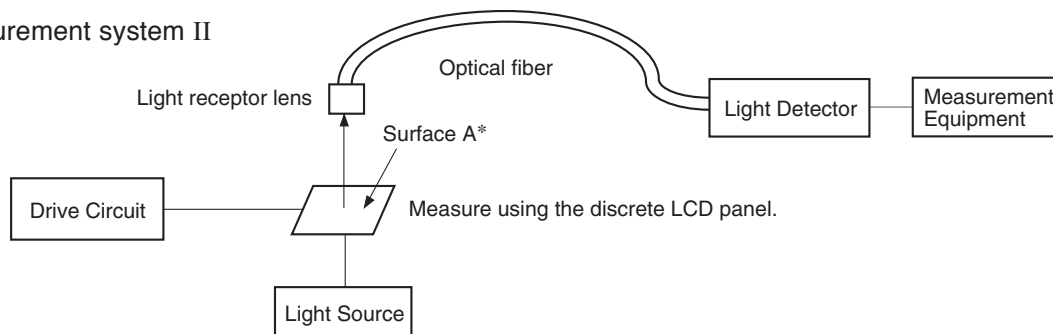 urement system II
Optical fiber
Light receptor lens
Light Detector
Measurement
Equipment
Surface A*
Drive Circuit
Measure using the discrete LCD panel.
Light Source